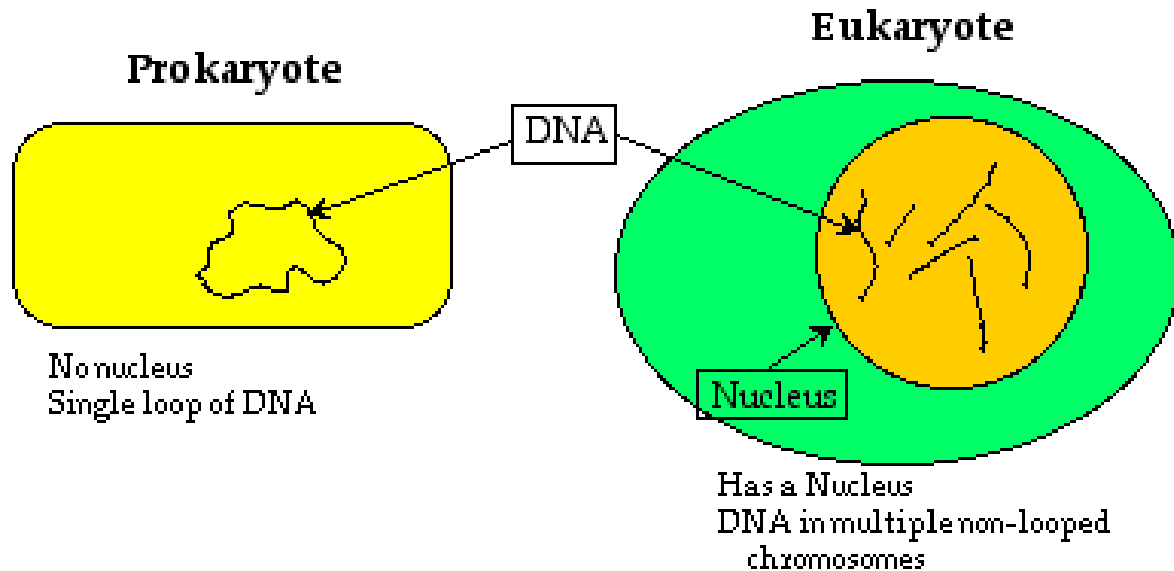 Prokaryote
Eukaryote
DNA
No nucleus
Single loop of DNA
Nucleus
Has a Nucleus
DNA in multiple non-looped
chromosomes